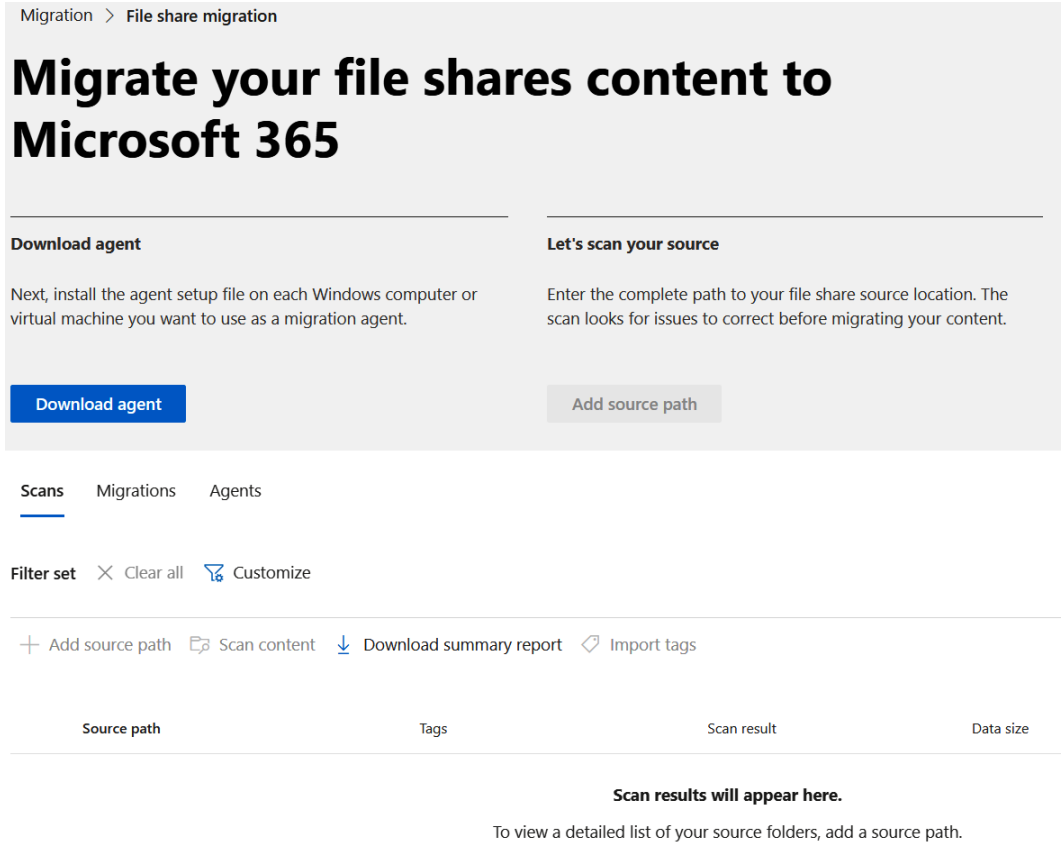 Migration > File share migration
Migrate your file shares content to
Microsoft 365
Download agent
Next, install the agent setup file on each Windows computer or
virtual machine you want to use as a migration agent.
Download agent
Let's scan your source
Enter the complete path to your file share source location. The
scan looks for issues to correct before migrating your content.
Add source path
Scans Migrations Agents
Filter set Clear all Customize
Add source path Scan content Download summary report Import tags
Source path Tags Scan result Data size
Scan results will appear here.
To view a detailed list of your source folders, add a source path.